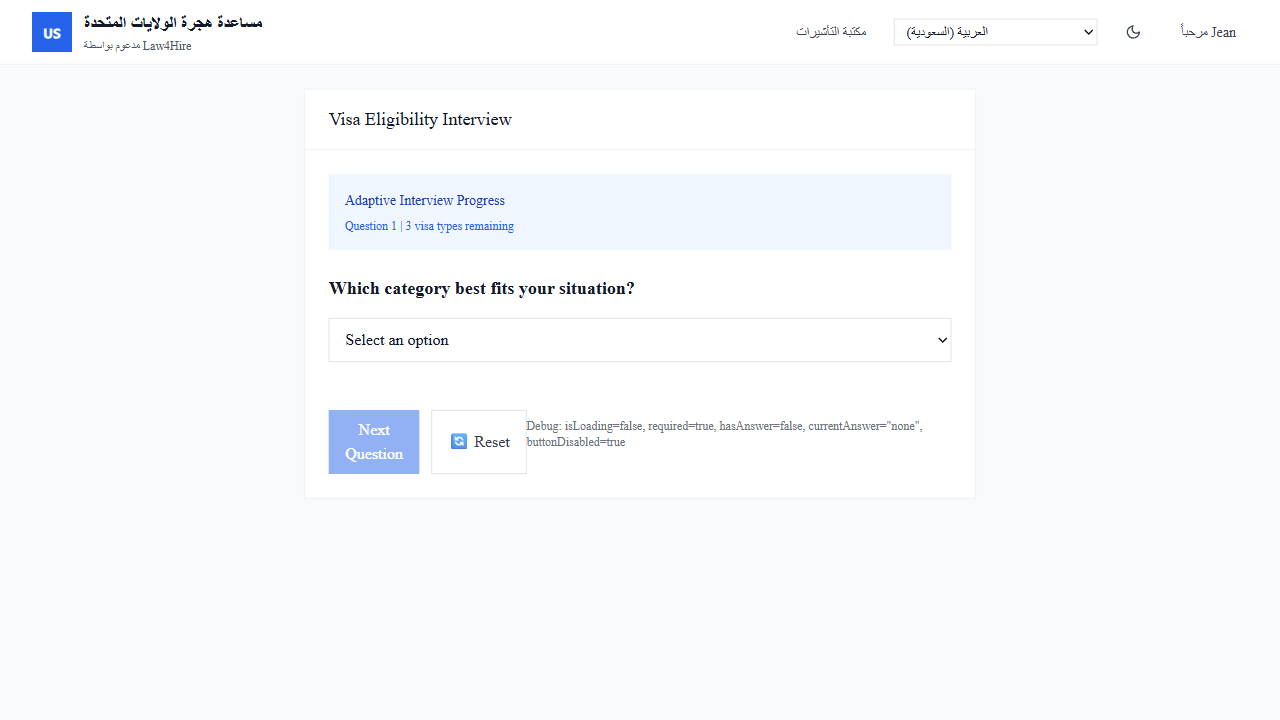 US
مساعدة هجرة الولايات المتحدة
مدعوم بواسطة Law4Hire
مكتبة التأشيرات
العربية (السعودية)
مرحباً Jean
Visa Eligibility Interview
Adaptive Interview Progress
Question 1 | 3 visa types remaining
Which category best fits your situation?
Select an option
Next
Question
Reset
Debug: isLoading=false, required=true, hasAnswer=false, currentAnswer="none",
buttonDisabled=true